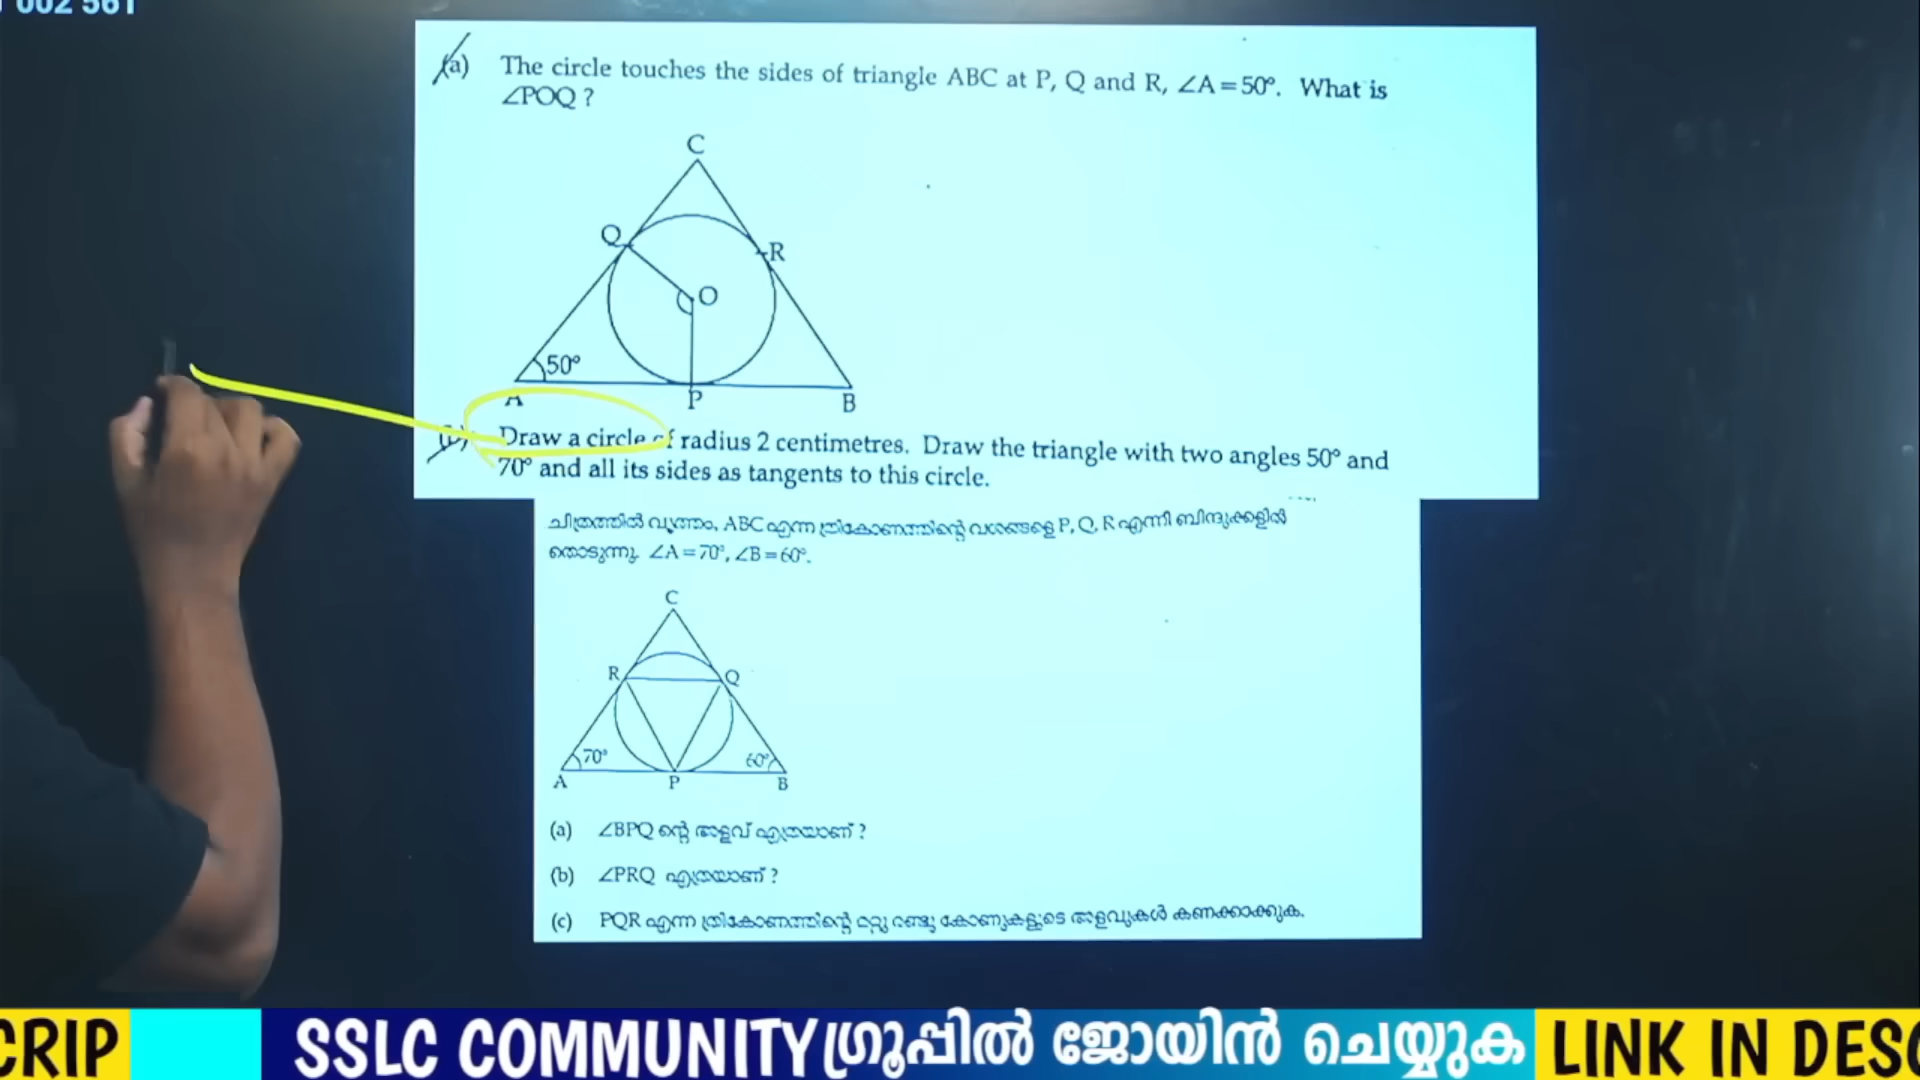 002 561
(a) The circle touches the sides of triangle ABC at P, Q and R, ∠A=50°. What is
∠POQ ?
C
Q
R
O
50°
A
P
B
(b) Draw a circle of radius 2 centimetres. Draw the triangle with two angles 50° and
70° and all its sides as tangents to this circle.
ചിത്രത്തിൽ വൃത്തം, ABC എന്ന ത്രികോണത്തിന്റെ വശങ്ങളെ P, Q, R എന്നീ ബിന്ദുക്കളിൽ
തൊടുന്നു. ∠A=70°, ∠B=60°.
C
R
Q
70°
60°
A
P
B
(a) ∠BPQ ന്റെ അളവ് എത്രയാണ് ?
(b) ∠PRQ എത്രയാണ് ?
(c) PQR എന്ന ത്രികോണത്തിന്റെ മറ്റു രണ്ടു കോണുകളുടെ അളവുകൾ കണക്കാക്കുക.
CRIP SSLC COMMUNITY ഗ്രൂപ്പിൽ ജോയിൻ ചെയ്യുക LINK IN DESC